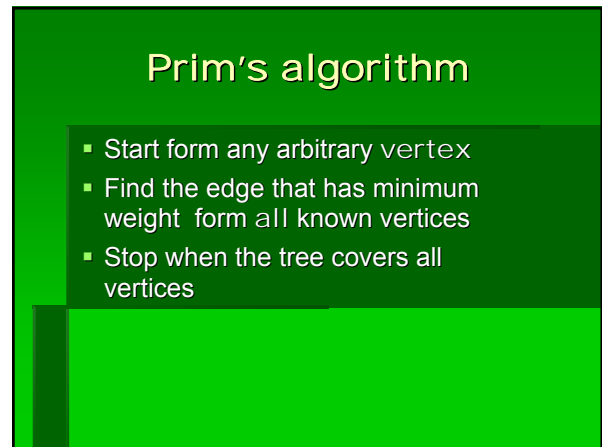 Prim's algorithm
▪ Start form any arbitrary vertex
▪ Find the edge that has minimum
weight form all known vertices
▪ Stop when the tree covers all
vertices